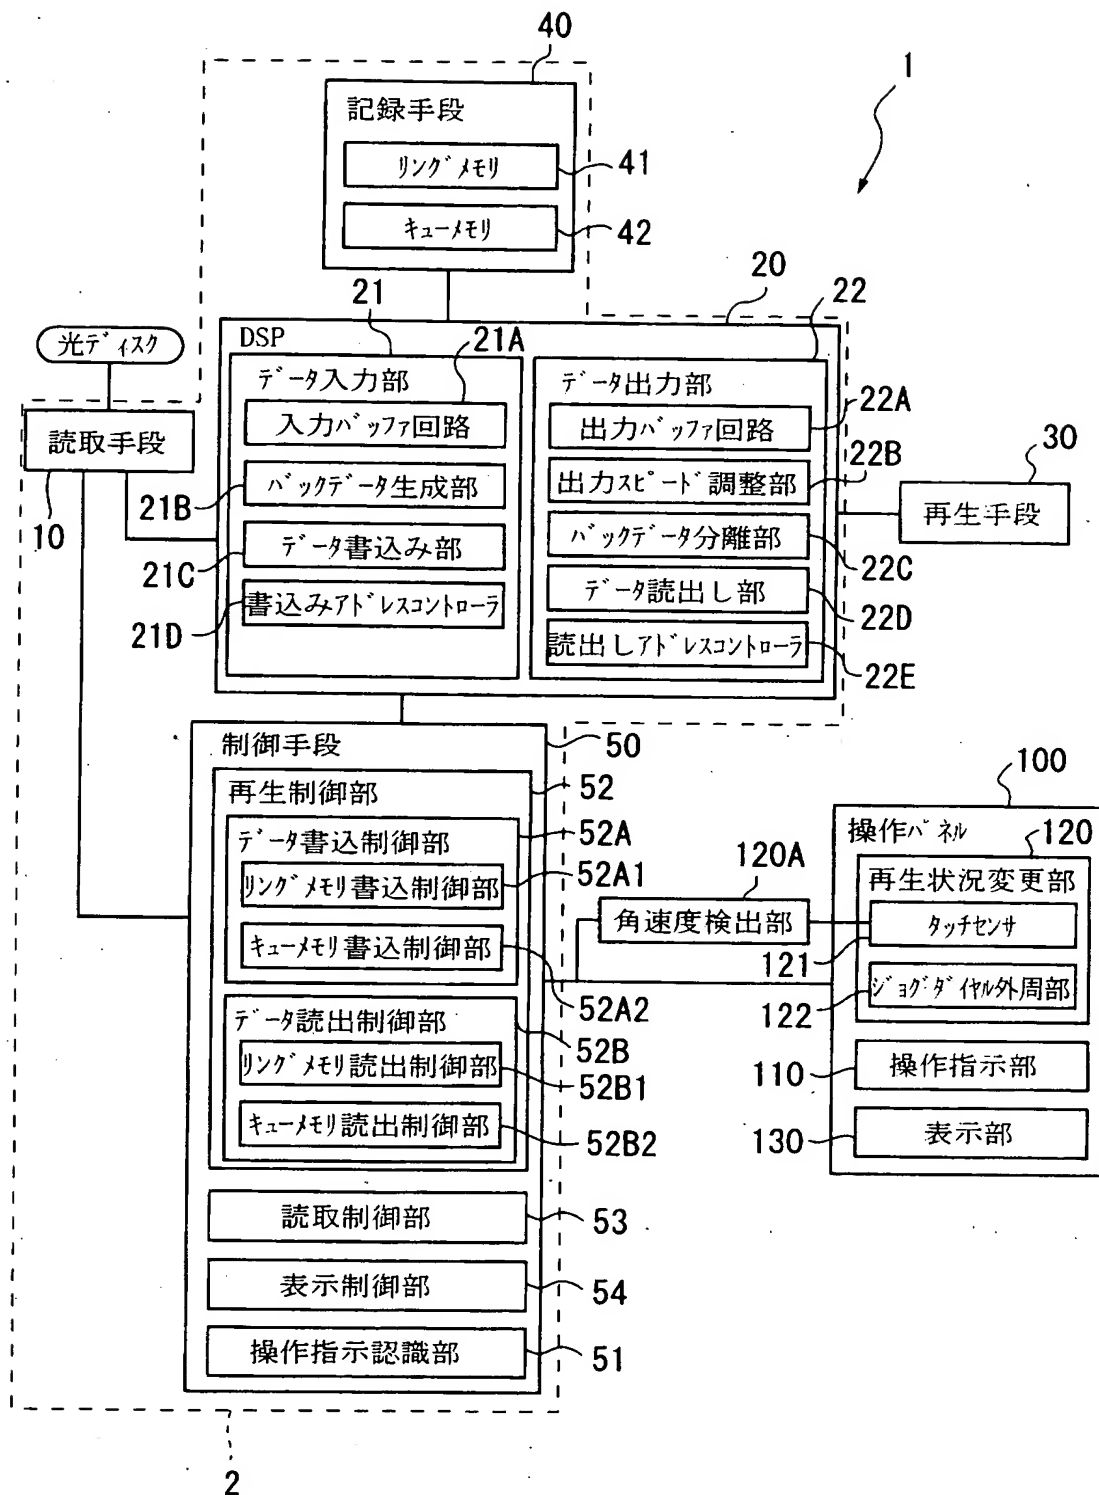 40
1
記録手段
リングメモリ
41
キューメモリ
42
20
21
22
光ディスク
DSP
21A
データ入力部
データ出力部
22A
読取手段
入力バッファ回路
出力バッファ回路
22B
30
10
21B
バックデータ生成部
出力スピード調整部
再生手段
21C
データ書込み部
バックデータ分離部
22C
21D
書込みアドレスコントローラ
データ読出し部
22D
読出しアドレスコントローラ
22E
制御手段
50
再生制御部
52
100
データ書込制御部
52A
操作パネル
120
リングメモリ書込制御部
52A1
120A
再生状況変更部
角速度検出部
タッチセンサ
キューメモリ書込制御部
121
52A2
ジョグダイヤル外周部
122
データ読出制御部
52B
リングメモリ読出制御部
52B1
110
操作指示部
キューメモリ読出制御部
52B2
130
表示部
読取制御部
53
表示制御部
54
操作指示認識部
51
2